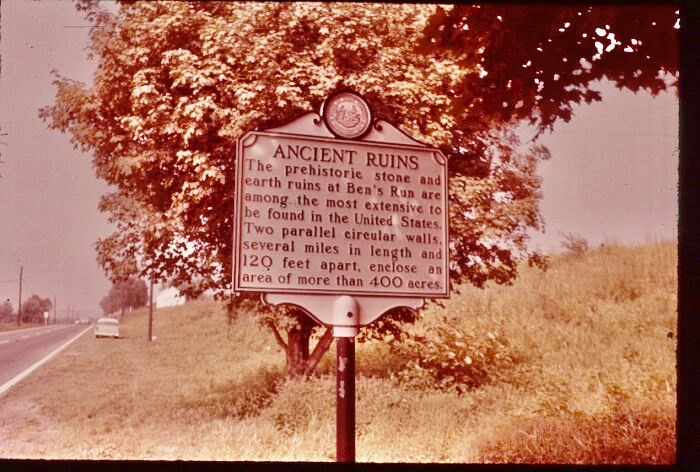 ANCIENT RUINS
The prehistoric stone and
earth ruins at Ben's Run are
among the most extensive to
be found in the United States.
Two parallel circular walls,
several miles in length and
120 feet apart, enclose an
area of more than 400 acres.